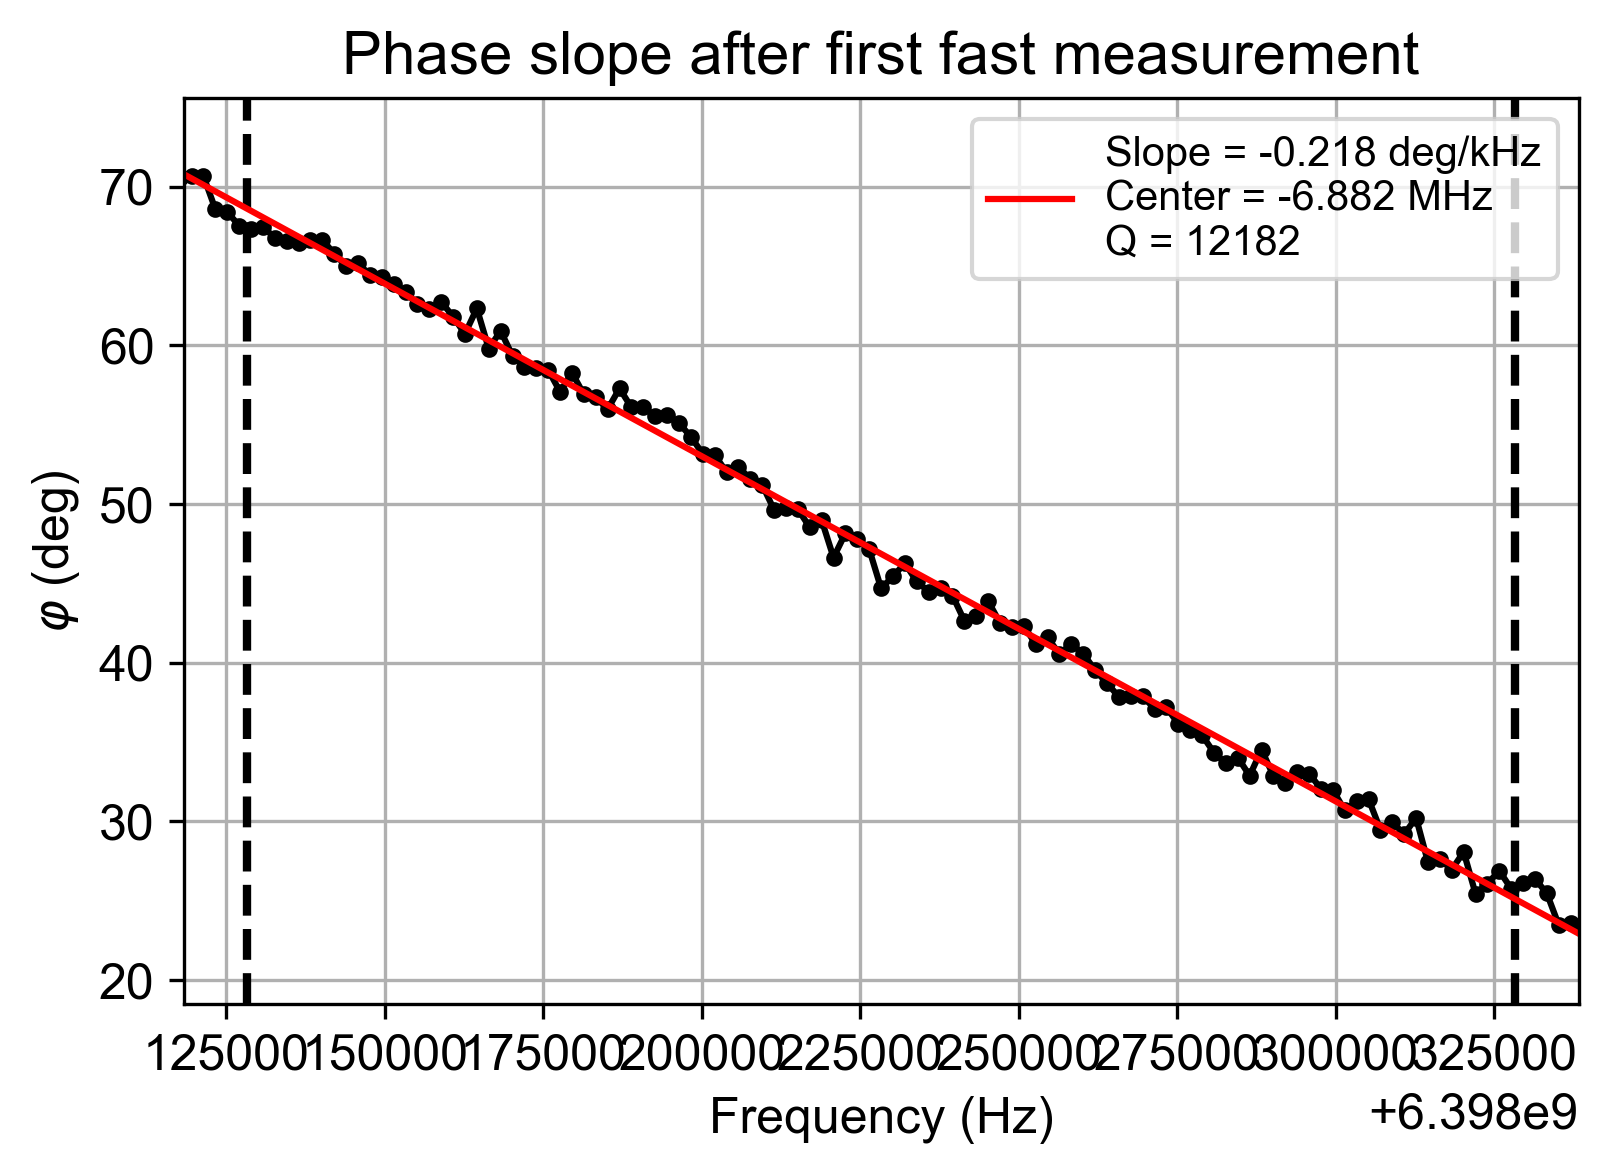 Phase slope after first fast measurement
Slope = -0.218 deg/kHz
Center = -6.882 MHz
Q = 12182
70
60
50
40
30
20
φ (deg)
125000 150000 175000 200000 225000 250000 275000 300000 325000
Frequency (Hz)
+6.398e9